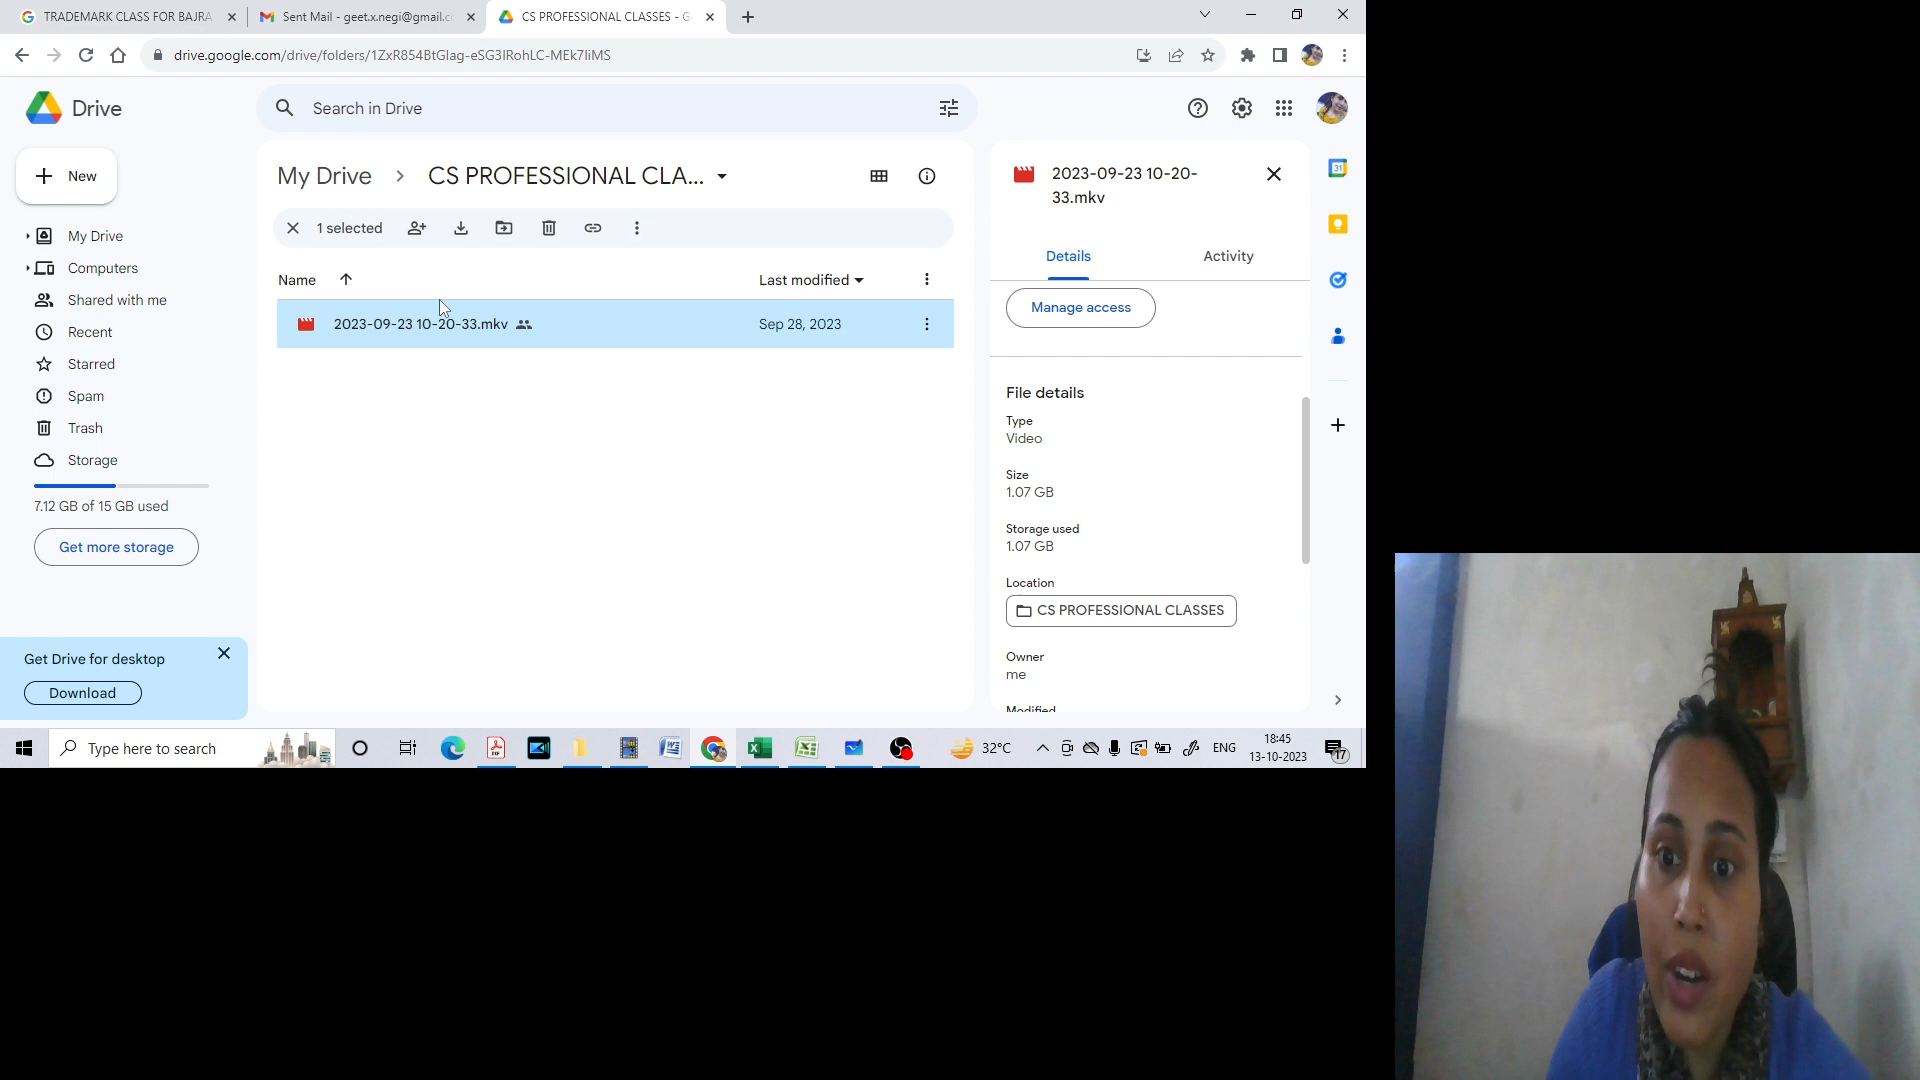 TRADEMARK CLASS FOR BAJRA
Sent Mail - geet.x.negi@gmail.c
CS PROFESSIONAL CLASSES - G
drive.google.com/drive/folders/1ZxR854BtGIag-eSG3IRohLC-MEk7IiMS
Drive
Search in Drive
New
My Drive
Computers
Shared with me
Recent
Starred
Spam
Trash
Storage
7.12 GB of 15 GB used
Get more storage
Get Drive for desktop
Download
My Drive > CS PROFESSIONAL CLA...
1 selected
Name
Last modified
2023-09-23 10-20-33.mkv
Sep 28, 2023
2023-09-23 10-20-
33.mkv
Details
Activity
Manage access
File details
Type
Video
Size
1.07 GB
Storage used
1.07 GB
Location
CS PROFESSIONAL CLASSES
Owner
me
Modified
31
Type here to search
32°C
ENG
18:45
13-10-2023
17